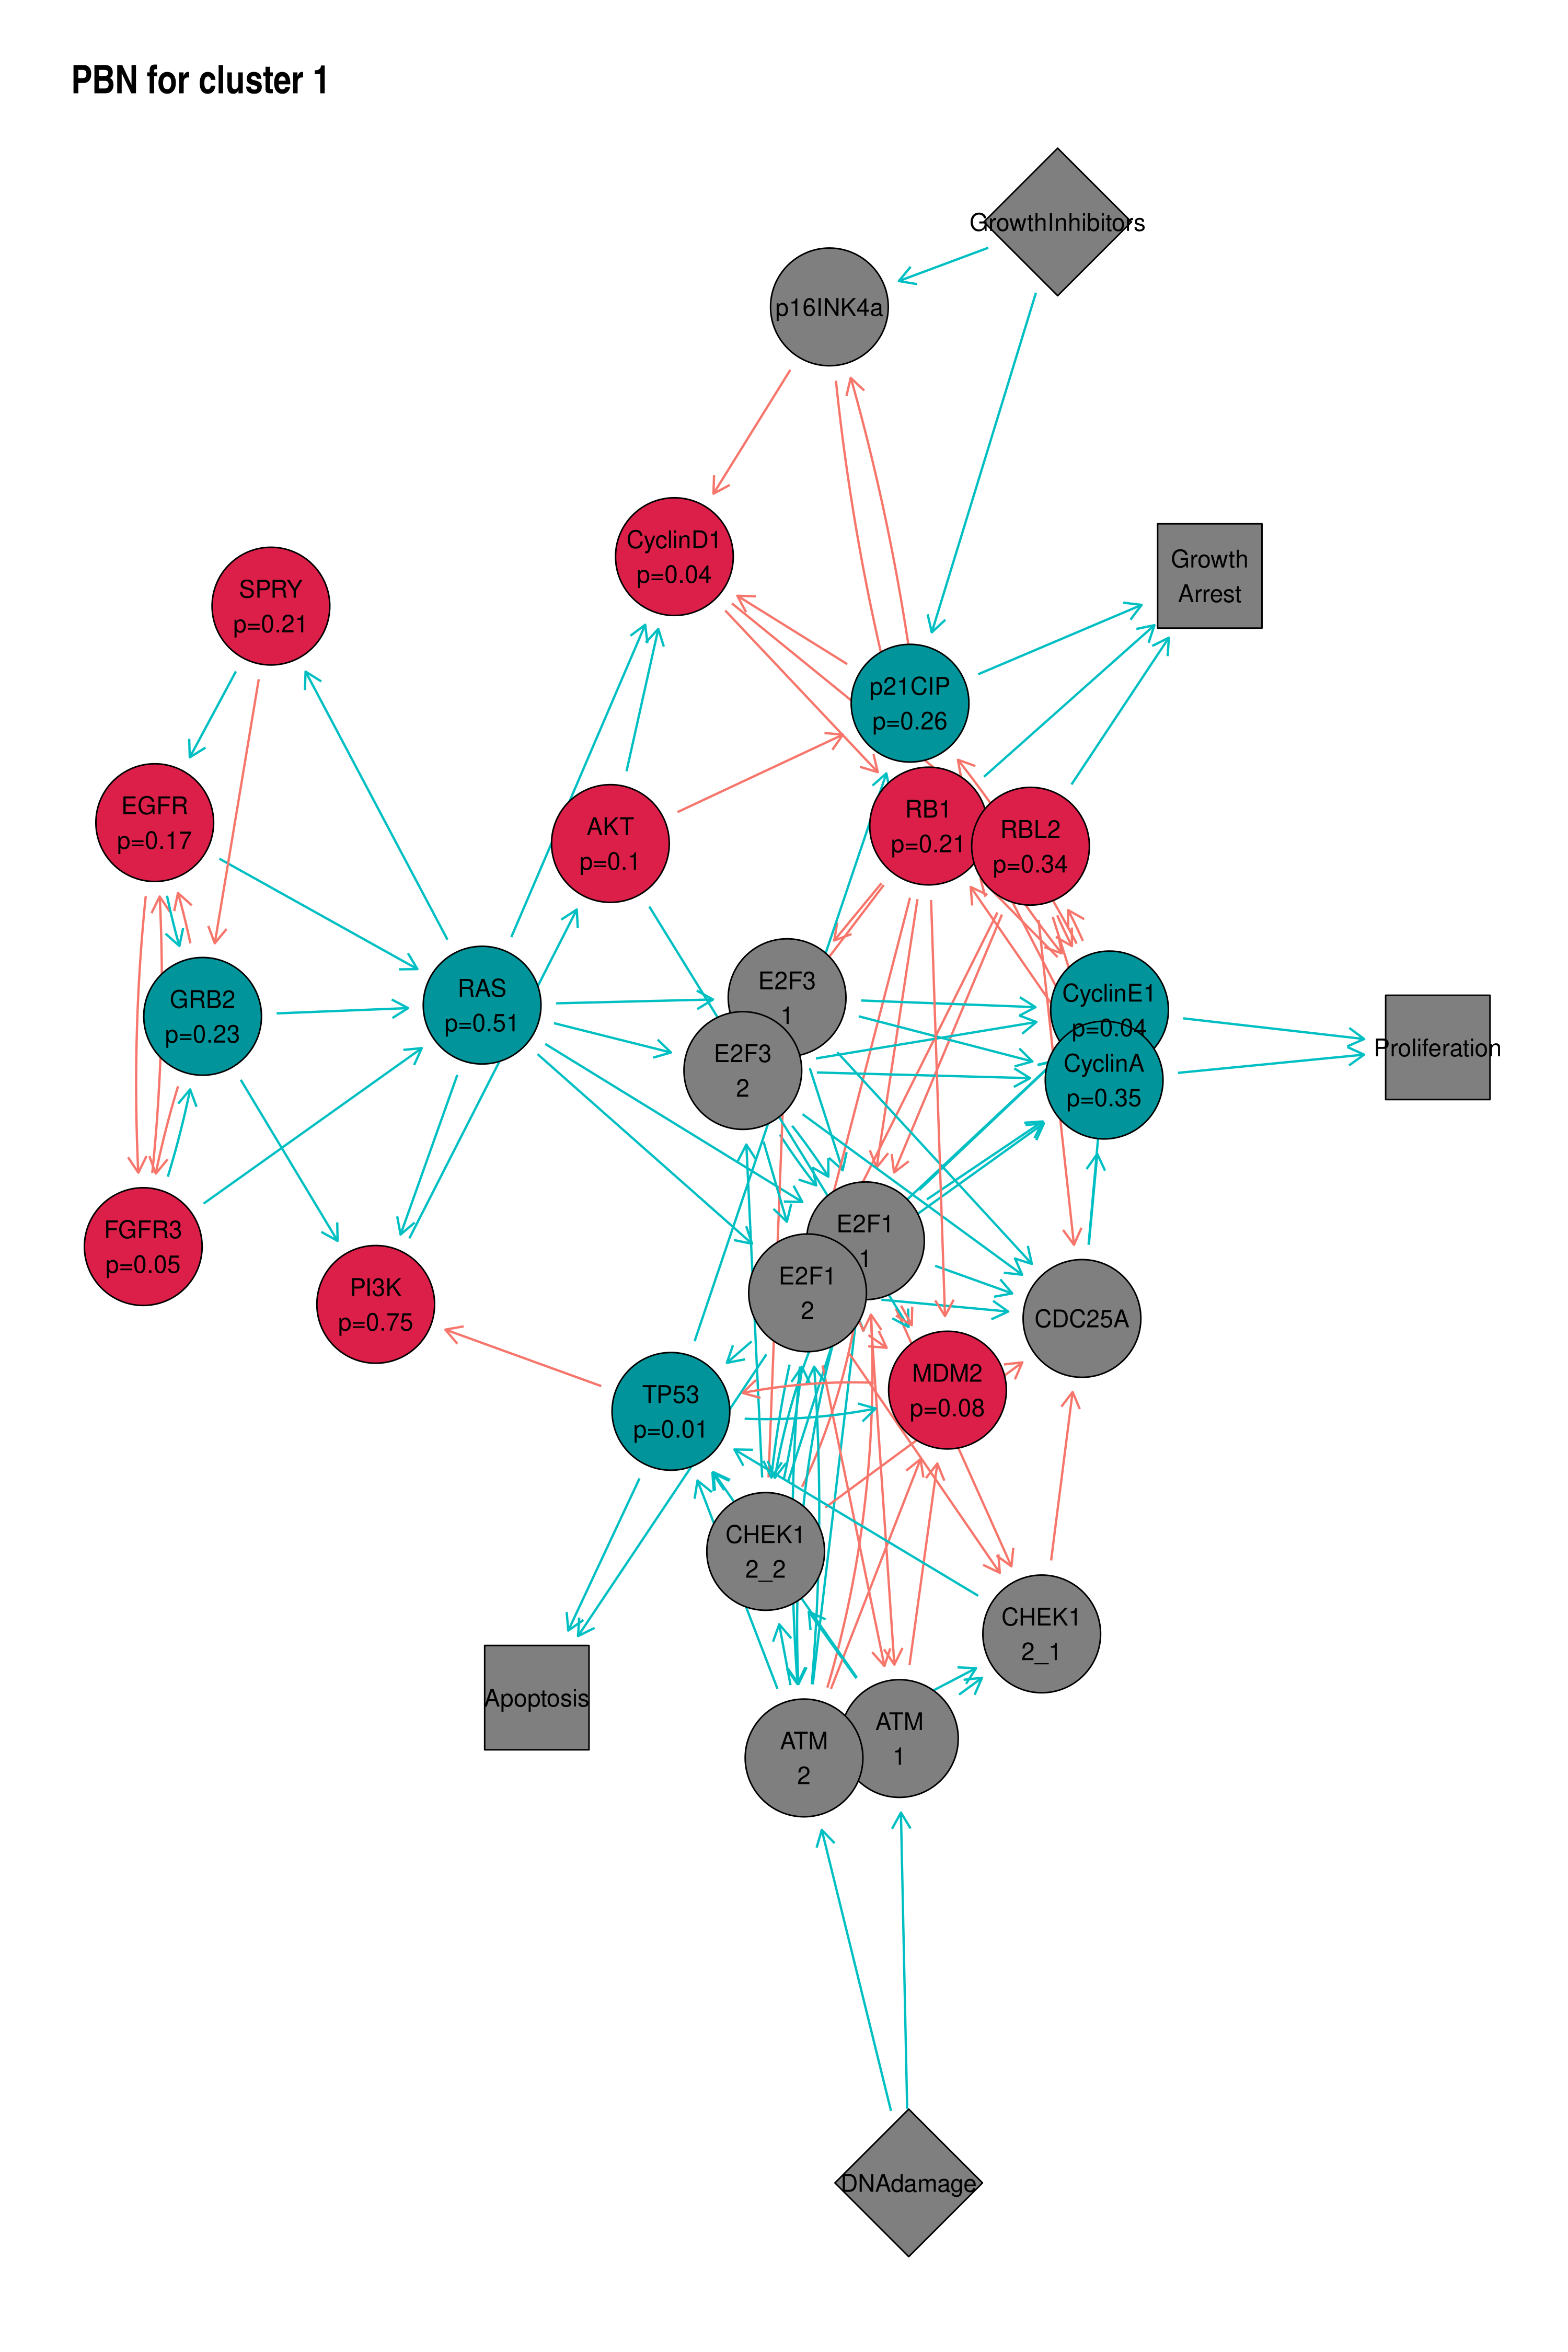 PBN for cluster 1
GrowthInhibitors
p16INK4a
CyclinD1
p=0.04
Growth
Arrest
SPRY
p=0.21
p21CIP
p=0.26
EGFR
p=0.17
AKT
p=0.1
RB1
p=0.21
RBL2
p=0.34
GRB2
p=0.23
RAS
p=0.51
E2F3
1
CyclinE1
p=0.04
E2F3
2
CyclinA
p=0.35
Proliferation
FGFR3
p=0.05
PI3K
p=0.75
E2F1
1
E2F1
2
CDC25A
TP53
p=0.01
MDM2
p=0.08
CHEK1
2_2
CHEK1
2_1
Apoptosis
ATM
2
ATM
1
DNAdamage